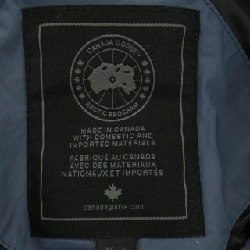 CANADA GOOSE
ARCTIC PROGRAM
MADE IN CANADA
WITH DOMESTIC AND
IMPORTED MATERIALS
FABRIQUÉ AU CANADA
AVEC DES MATERIAUX
NATIONAUX ET IMPORTÉS
canadagoose.com